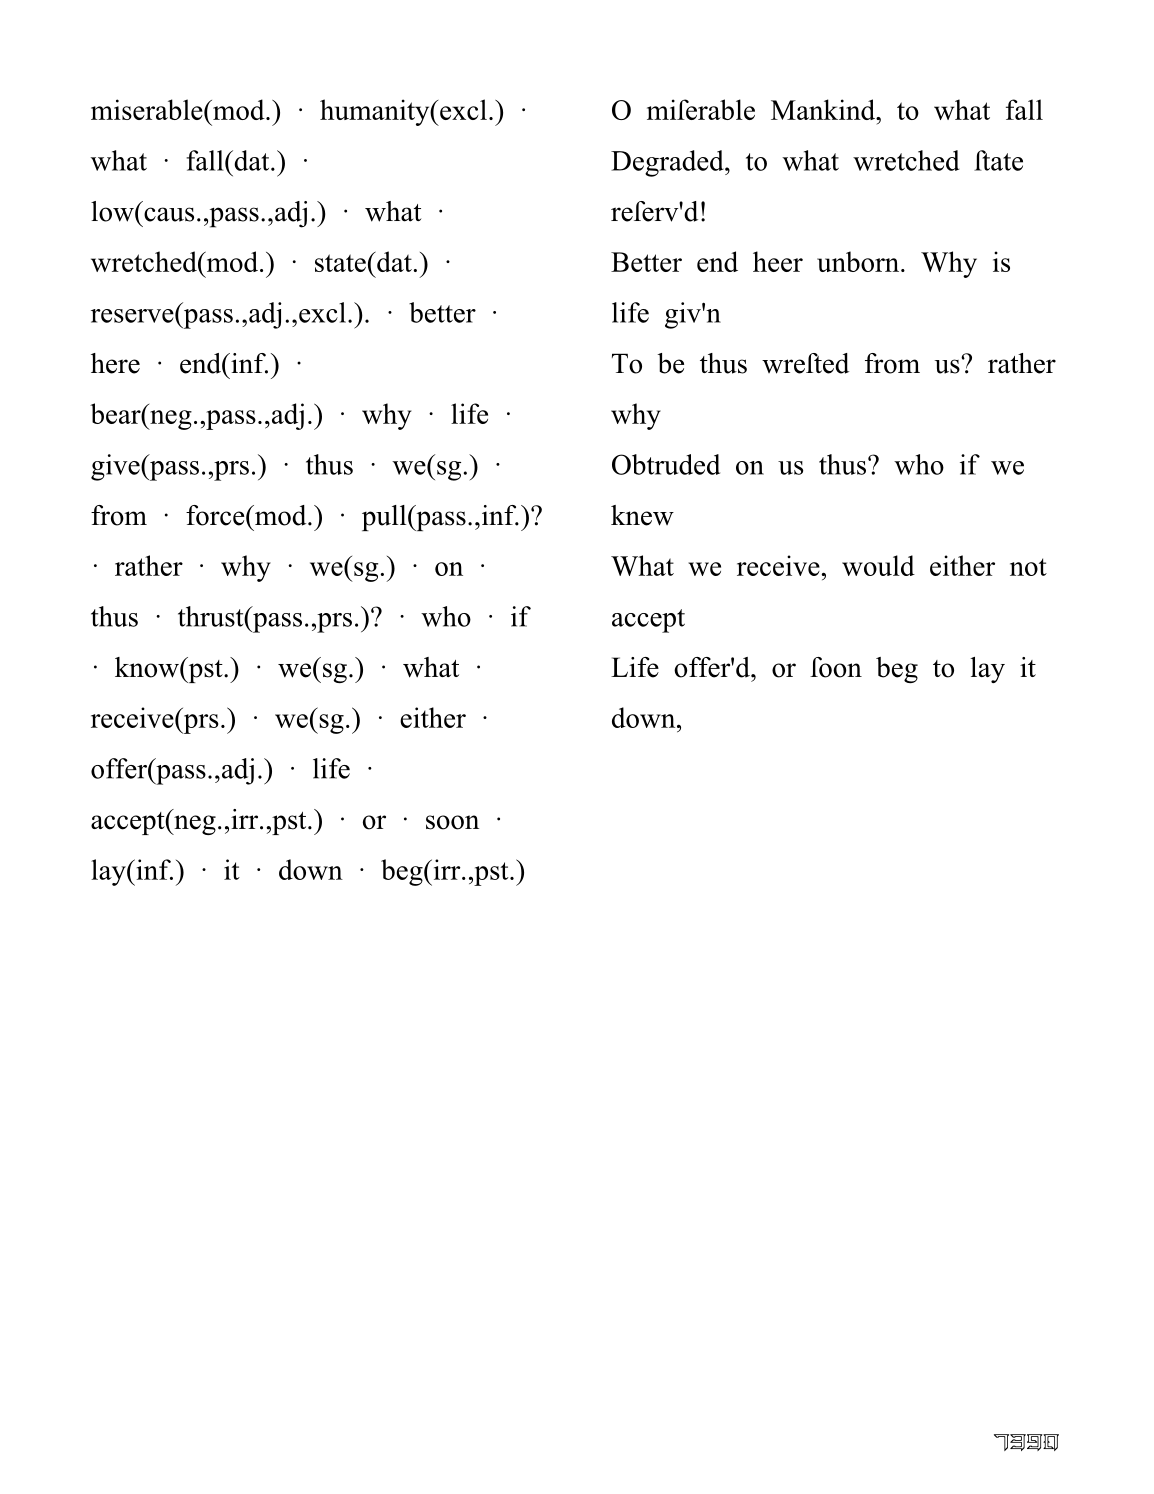 miserable(mod.) · humanity(excl.) ·
what · fall(dat.) ·
low(caus.,pass.,adj.) · what ·
wretched(mod.) · state(dat.) ·
reserve(pass.,adj.,excl.). · better ·
here · end(inf.) ·
bear(neg.,pass.,adj.) · why · life ·
give(pass.,prs.) · thus · we(sg.) ·
from · force(mod.) · pull(pass.,inf.)?
· rather · why · we(sg.) · on ·
thus · thrust(pass.,prs.)? · who · if
· know(pst.) · we(sg.) · what ·
receive(prs.) · we(sg.) · either ·
offer(pass.,adj.) · life ·
accept(neg.,irr.,pst.) · or · soon ·
lay(inf.) · it · down · beg(irr.,pst.)
O miſerable Mankind, to what fall
Degraded, to what wretched ſtate
reſerv'd!
Better end heer unborn. Why is
life giv'n
To be thus wreſted from us? rather
why
Obtruded on us thus? who if we
knew
What we receive, would either not
accept
Life offer'd, or ſoon beg to lay it
down,